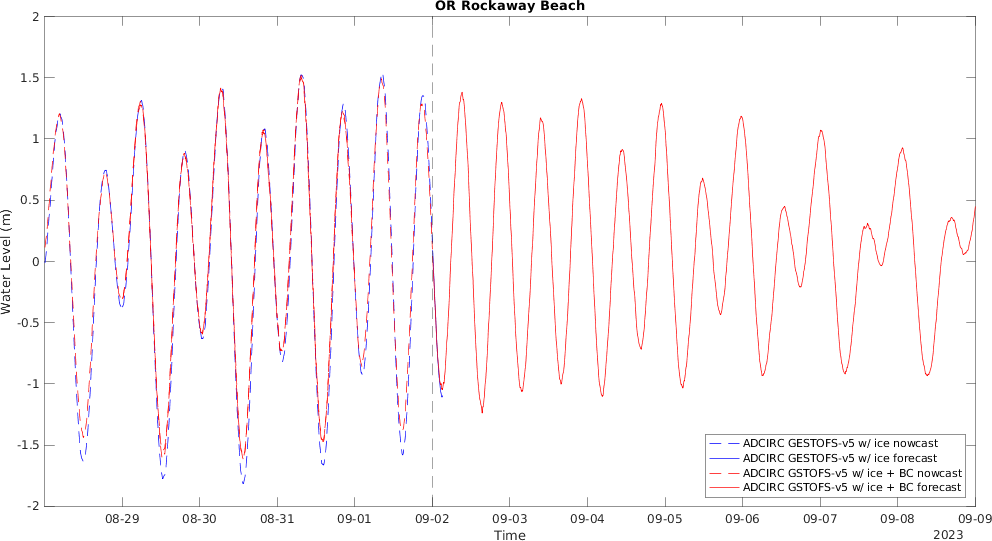 OR Rockaway Beach
2
1.5
1
0.5
0
-0.5
-1
-1.5
-2
Water Level (m)
ADCIRC GESTOFS-v5 w/ ice nowcast
ADCIRC GESTOFS-v5 w/ ice forecast
ADCIRC GSTOFS-v5 w/ ice + BC nowcast
ADCIRC GSTOFS-v5 w/ ice + BC forecast
08-29 08-30 08-31 09-01 09-02 09-03 09-04 09-05 09-06 09-07 09-08 09-09
Time
2023